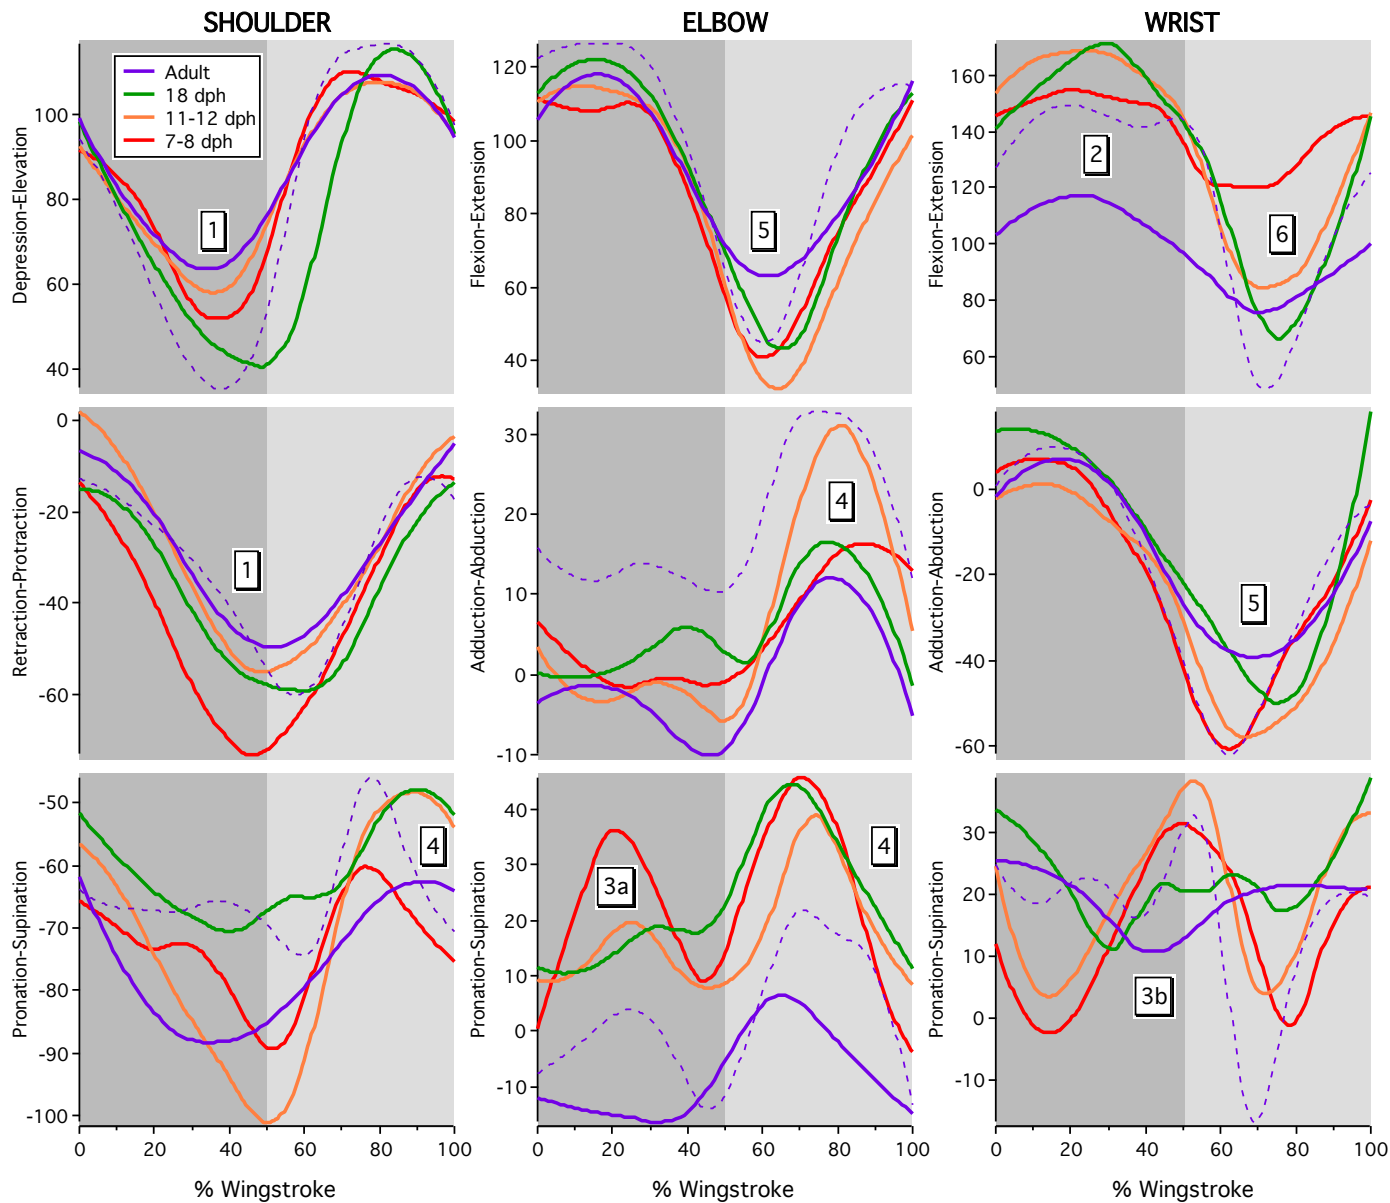 SHOULDER
ELBOW
WRIST
Adult
18 dph
11-12 dph
7-8 dph
Depression-Elevation
100
80
60
40
1
Flexion-Extension
120
100
80
60
40
5
Flexion-Extension
160
140
120
100
80
60
2
6
Retraction-Protraction
0
-20
-40
-60
1
Adduction-Abduction
30
20
10
0
-10
4
Adduction-Abduction
0
-20
-40
-60
5
Pronation-Supination
-50
-60
-70
-80
-90
-100
4
Pronation-Supination
40
30
20
10
0
-10
3a
4
Pronation-Supination
30
20
10
0
-10
3b
0 20 40 60 80 100
0 20 40 60 80 100
0 20 40 60 80 100
% Wingstroke
% Wingstroke
% Wingstroke